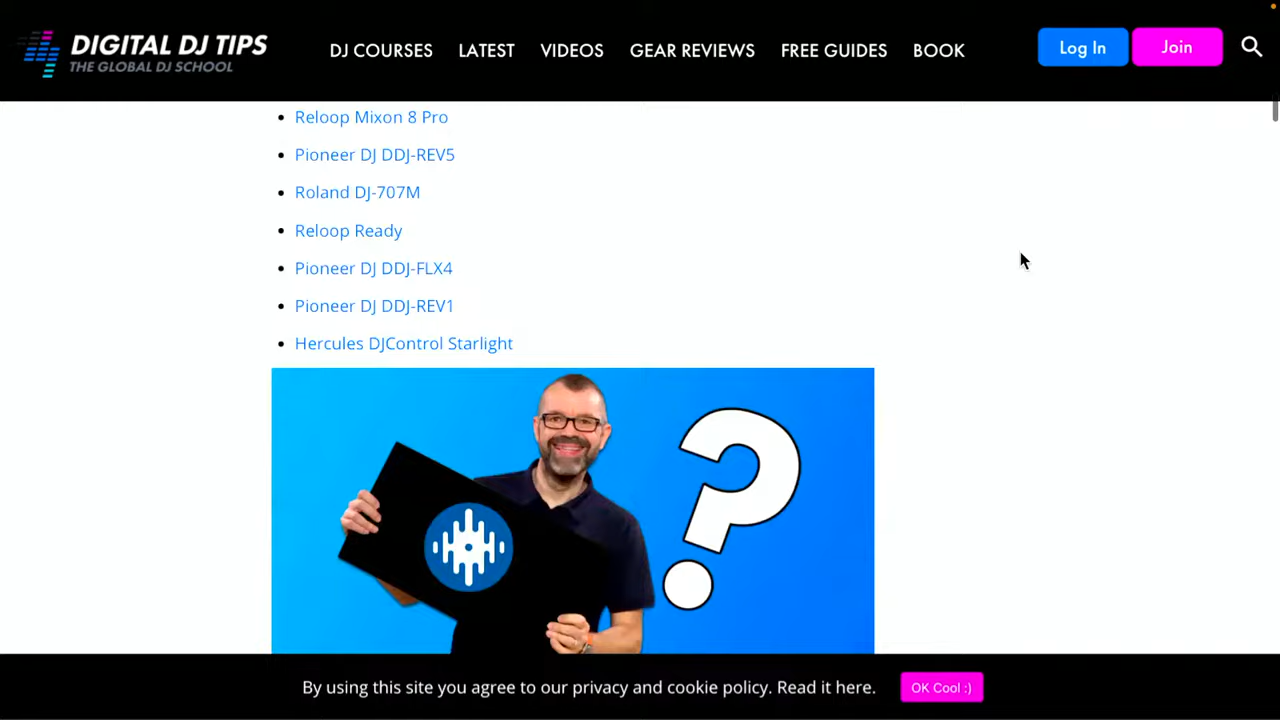 DIGITAL DJ TIPS
THE GLOBAL DJ SCHOOL
DJ COURSES
LATEST
VIDEOS
GEAR REVIEWS
FREE GUIDES
BOOK
Log In
Join
Reloop Mixon 8 Pro
Pioneer DJ DDJ-REV5
Roland DJ-707M
Reloop Ready
Pioneer DJ DDJ-FLX4
Pioneer DJ DDJ-REV1
Hercules DJControl Starlight
?
By using this site you agree to our privacy and cookie policy. Read it here.
OK Cool :)